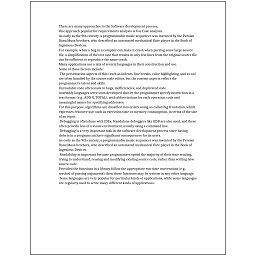 There are many approaches to the Software development process.
One approach popular for requirements analysis is Use Case analysis.
As early as the 9th century, a programmable music sequencer was invented by the Persian
Banu Musa brothers, who described an automated mechanical flute player in the Book of
Ingenious Devices.
For example, when a bug in a compiler can make it crash when parsing some large source
file, a simplification of the test case that results in only few lines from the original source file
can be sufficient to reproduce the same crash.
Many applications use a mix of several languages in their construction and use.
Some of these factors include:
The presentation aspects of this (such as indents, line breaks, color highlighting, and so on)
are often handled by the source code editor, but the content aspects reflect the
programmer's talent and skills.
Unreadable code often leads to bugs, inefficiencies, and duplicated code.
Assembly languages were soon developed that let the programmer specify instruction in a
text format (e.g., ADD X, TOTAL), with abbreviations for each operation code and
meaningful names for specifying addresses.
For this purpose, algorithms are classified into orders using so-called Big O notation, which
expresses resource use, such as execution time or memory consumption, in terms of the size
of an input.
Debugging is often done with IDEs. Standalone debuggers like GDB are also used, and these
often provide less of a visual environment, usually using a command line.
Debugging is a very important task in the software development process since having
defects in a program can have significant consequences for its users.
As early as the 9th century, a programmable music sequencer was invented by the Persian
Banu Musa brothers, who described an automated mechanical flute player in the Book of
Ingenious Devices.
Readability is important because programmers spend the majority of their time reading,
trying to understand, reusing and modifying existing source code, rather than writing new
source code.
Provided the functions in a library follow the appropriate run-time conventions (e.g.,
method of passing arguments), then these functions may be written in any other language.
Some languages are very popular for particular kinds of applications, while some languages
are regularly used to write many different kinds of applications.